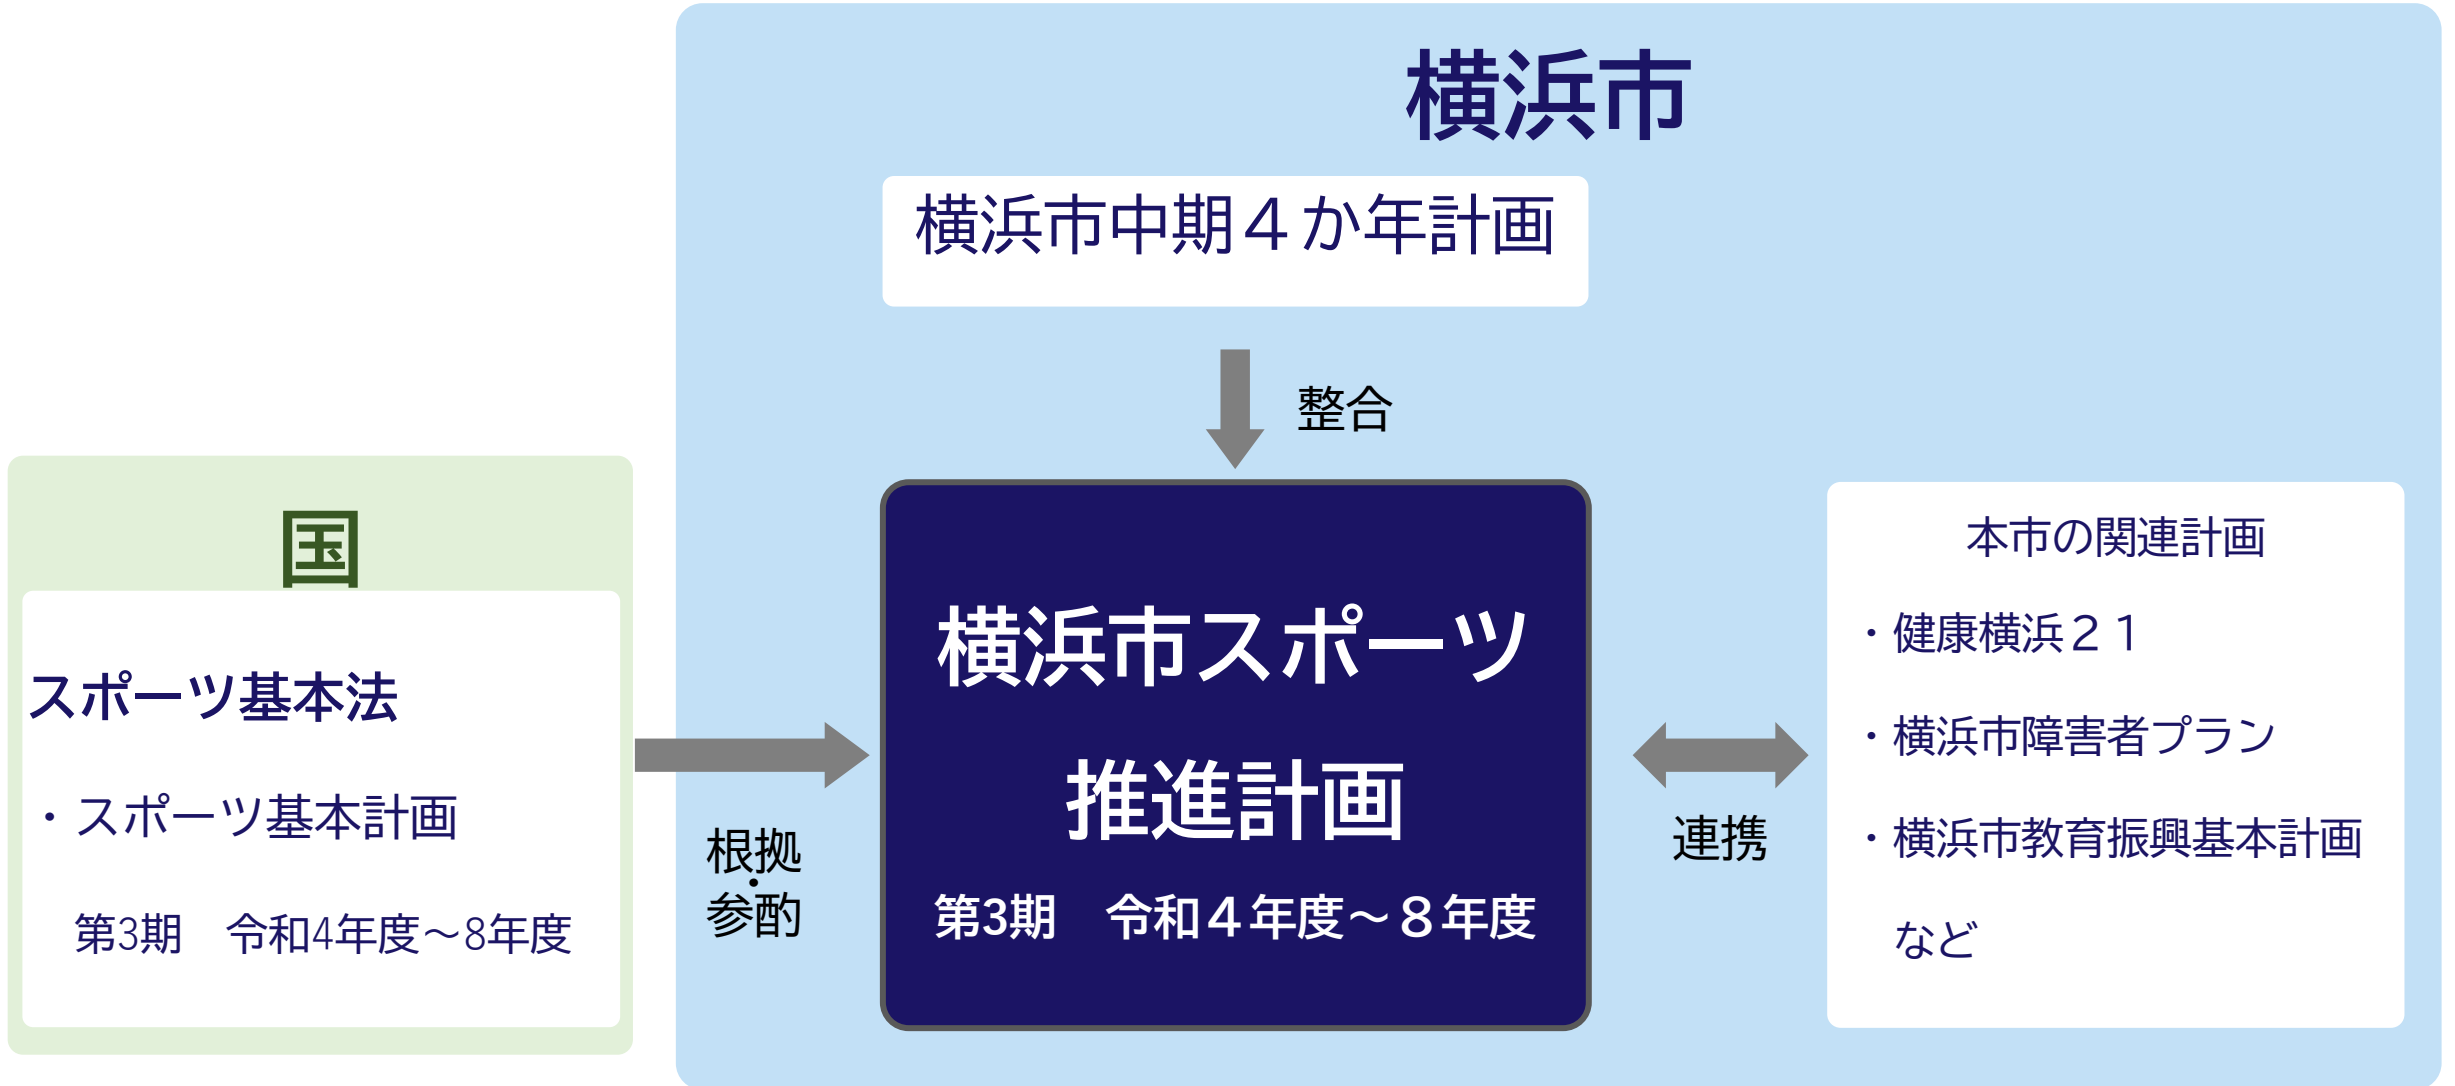 横浜市
横浜市中期４か年計画
整合
国
スポーツ基本法
・スポーツ基本計画
第3期　令和4年度～8年度
根拠
・
参酌
横浜市スポーツ
推進計画
第3期　令和４年度～８年度
連携
本市の関連計画
・健康横浜２１
・横浜市障害者プラン
・横浜市教育振興基本計画
など